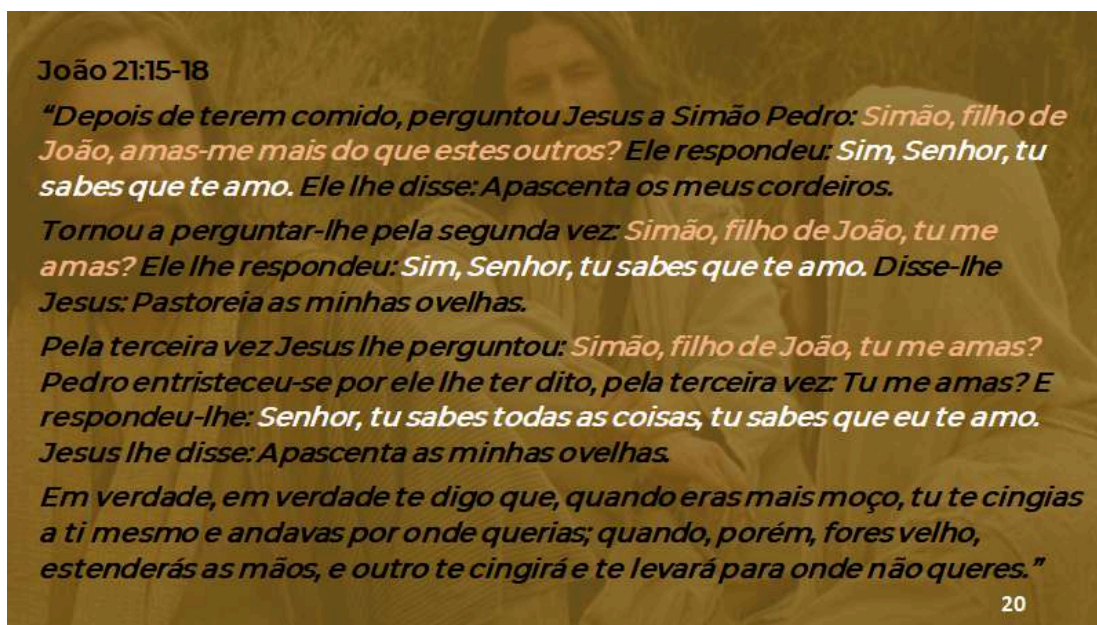 João 21:15-18
“Depois de terem comido, perguntou Jesus a Simão Pedro: Simão, filho de
João, amas-me mais do que estes outros? Ele respondeu: Sim, Senhor, tu
sabes que te amo. Ele lhe disse: Apascenta os meus cordeiros.
Tornou a perguntar-lhe pela segunda vez: Simão, filho de João, tu me
amas? Ele lhe respondeu: Sim, Senhor, tu sabes que te amo. Disse-lhe
Jesus: Pastoreia as minhas ovelhas.
Pela terceira vez Jesus lhe perguntou: Simão, filho de João, tu me amas?
Pedro entristeceu-se por ele lhe ter dito, pela terceira vez: Tu me amas? E
respondeu-lhe: Senhor, tu sabes todas as coisas, tu sabes que eu te amo.
Jesus lhe disse: Apascenta as minhas ovelhas.
Em verdade, em verdade te digo que, quando eras mais moço, tu te cingias
a ti mesmo e andavas por onde querias; quando, porém, fores velho,
estenderás as mãos, e outro te cingirá e te levará para onde não queres.”
20